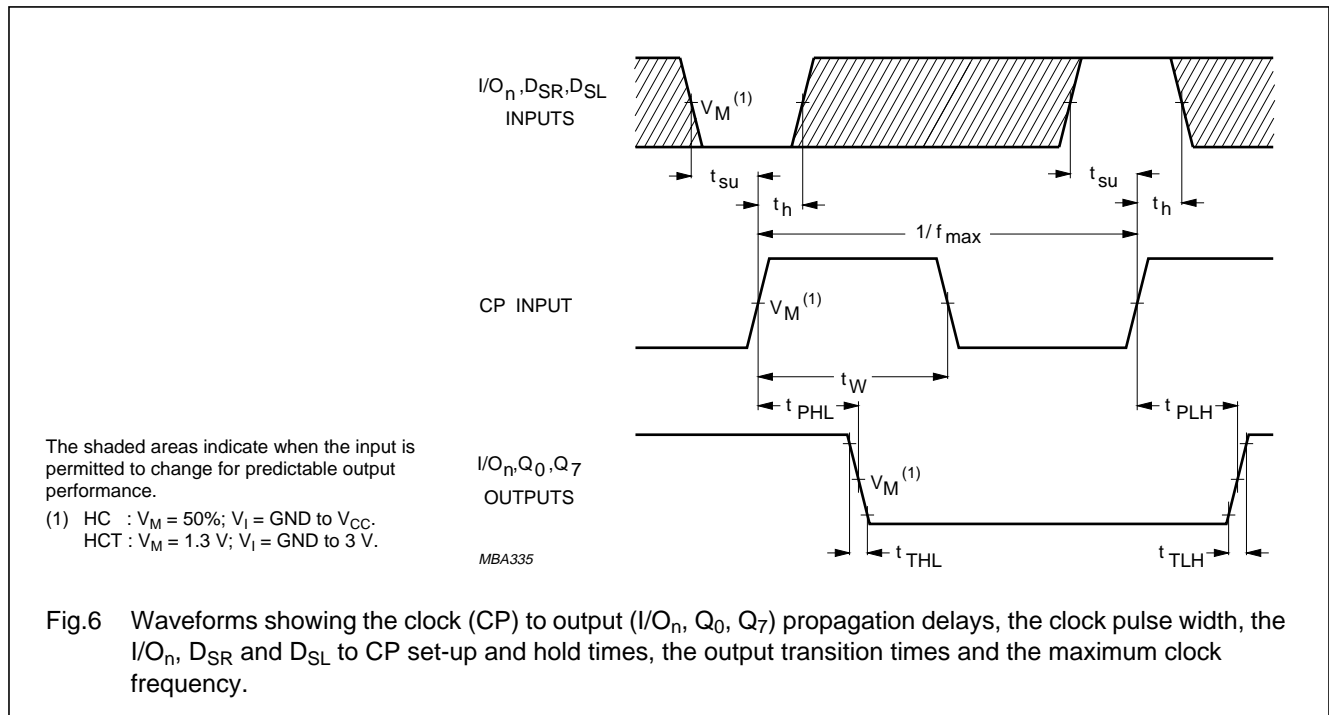 I/On,DSR,DSL
INPUTS
VM(1)
tsu
th
tsu
th
1/ fmax
CP INPUT
VM(1)
tW
tPHL
tPLH
I/On,Q0,Q7
OUTPUTS
VM(1)
tTHL
tTLH
The shaded areas indicate when the input is
permitted to change for predictable output
performance.
(1) HC : VM = 50%; VI = GND to VCC.
HCT : VM = 1.3 V; VI = GND to 3 V.
MBA335
Fig.6 Waveforms showing the clock (CP) to output (I/On, Q0, Q7) propagation delays, the clock pulse width, the
I/On, DSR and DSL to CP set-up and hold times, the output transition times and the maximum clock
frequency.